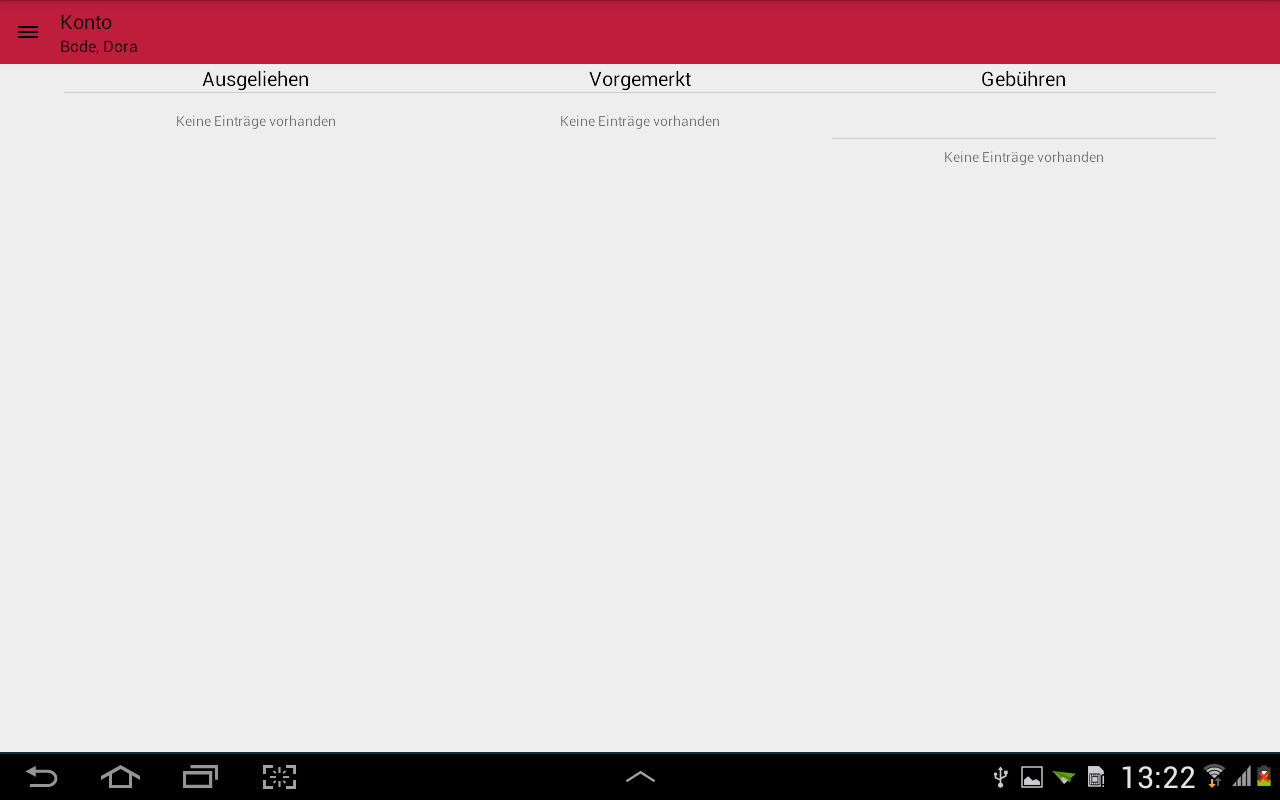 Konto
Bode, Dora
Ausgeliehen
Vorgemerkt
Gebühren
Keine Einträge vorhanden
Keine Einträge vorhanden
Keine Einträge vorhanden
13:22